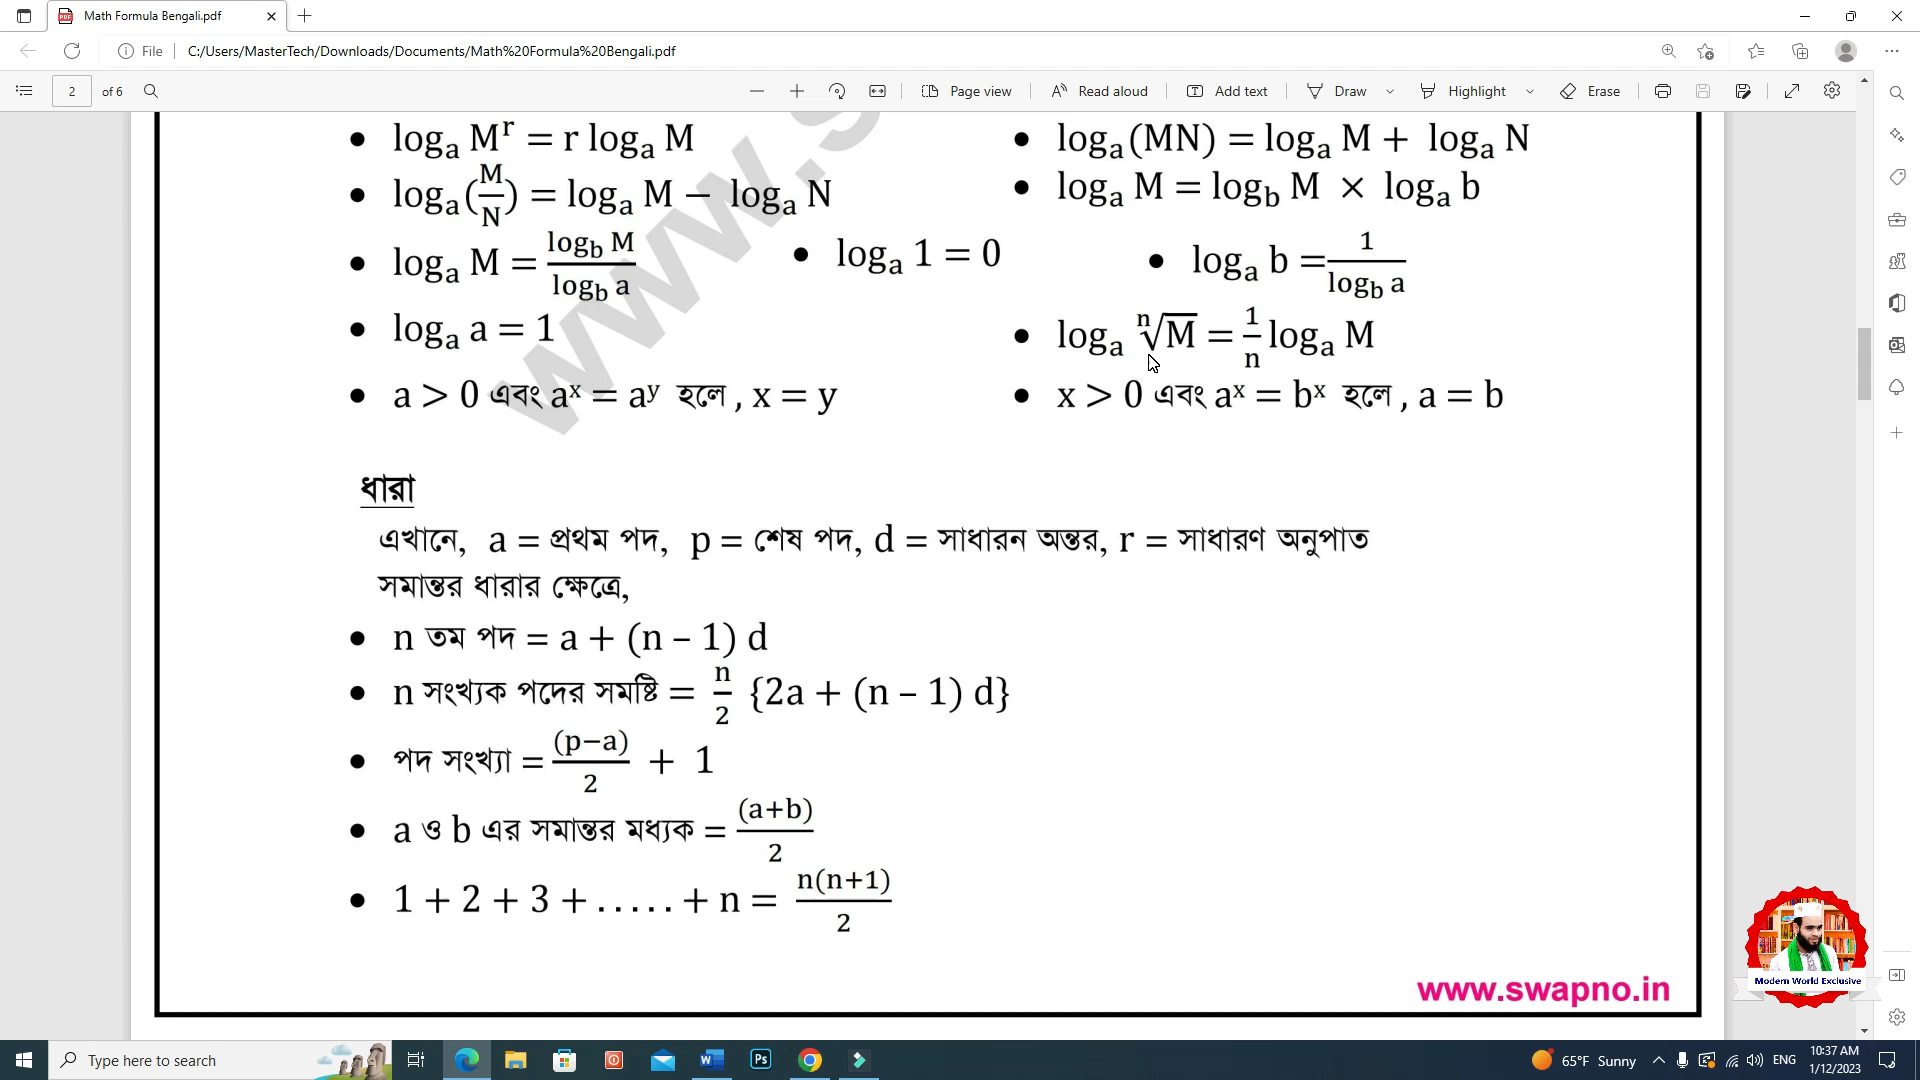 Math Formula Bengali.pdf
File C:/Users/MasterTech/Downloads/Documents/Math%20Formula%20Bengali.pdf
2 of 6 Page view Read aloud Add text Draw Highlight Erase
www.s
• logₐ Mʳ = r logₐ M • logₐ(MN) = logₐ M + logₐ N
• logₐ(M/N) = logₐ M − logₐ N • logₐ M = log_b M × logₐ b
• logₐ M = log_b M / log_b a • logₐ 1 = 0 • logₐ b = 1/log_b a
• logₐ a = 1 • logₐ ⁿ√M = 1/n logₐ M
• a > 0 এবং aˣ = aʸ হলে , x = y • x > 0 এবং aˣ = bˣ হলে , a = b
ধারা
এখানে, a = প্রথম পদ, p = শেষ পদ, d = সাধারন অন্তর, r = সাধারণ অনুপাত
সমান্তর ধারার ক্ষেত্রে,
• n তম পদ = a + (n – 1) d
• n সংখ্যক পদের সমষ্টি = n/2 {2a + (n – 1) d}
• পদ সংখ্যা = (p−a)/2 + 1
• a ও b এর সমান্তর মধ্যক = (a+b)/2
• 1 + 2 + 3 + . . . . . + n = n(n+1)/2
Modern World Exclusive
www.swapno.in
Type here to search 65°F Sunny ENG 10:37 AM
1/12/2023